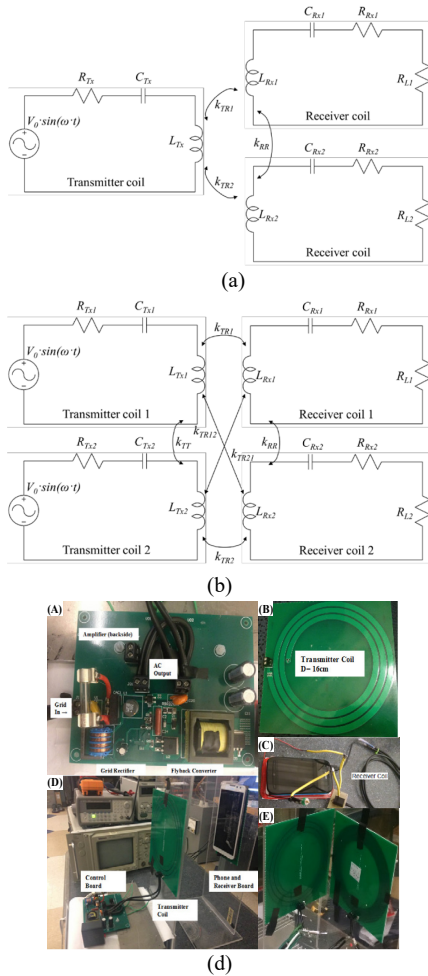 R_Tx C_Tx
V_0·sin(ω·t)
L_Tx
Transmitter coil
k_TR1
k_TR2
k_RR
C_Rx1 R_Rx1
L_Rx1
R_L1
Receiver coil
C_Rx2 R_Rx2
L_Rx2
R_L2
Receiver coil
(a)
R_Tx1 C_Tx1
V_0·sin(ω·t)
L_Tx1
Transmitter coil 1
k_TR1
C_Rx1 R_Rx1
L_Rx1
R_L1
Receiver coil 1
k_TT
k_TR12
k_TR21
k_RR
R_Tx2 C_Tx2
V_0·sin(ω·t)
L_Tx2
Transmitter coil 2
k_TR2
C_Rx2 R_Rx2
L_Rx2
R_L2
Receiver coil 2
(b)
(A)
Amplifier (backside)
AC
Output
Grid
In →
Grid Rectifier
Flyback Converter
(B)
Transmitter Coil
D= 16cm
(C)
Receiver Coil
(D)
Control
Board
Transmitter
Coil
Phone and
Receiver Board
(E)
(d)